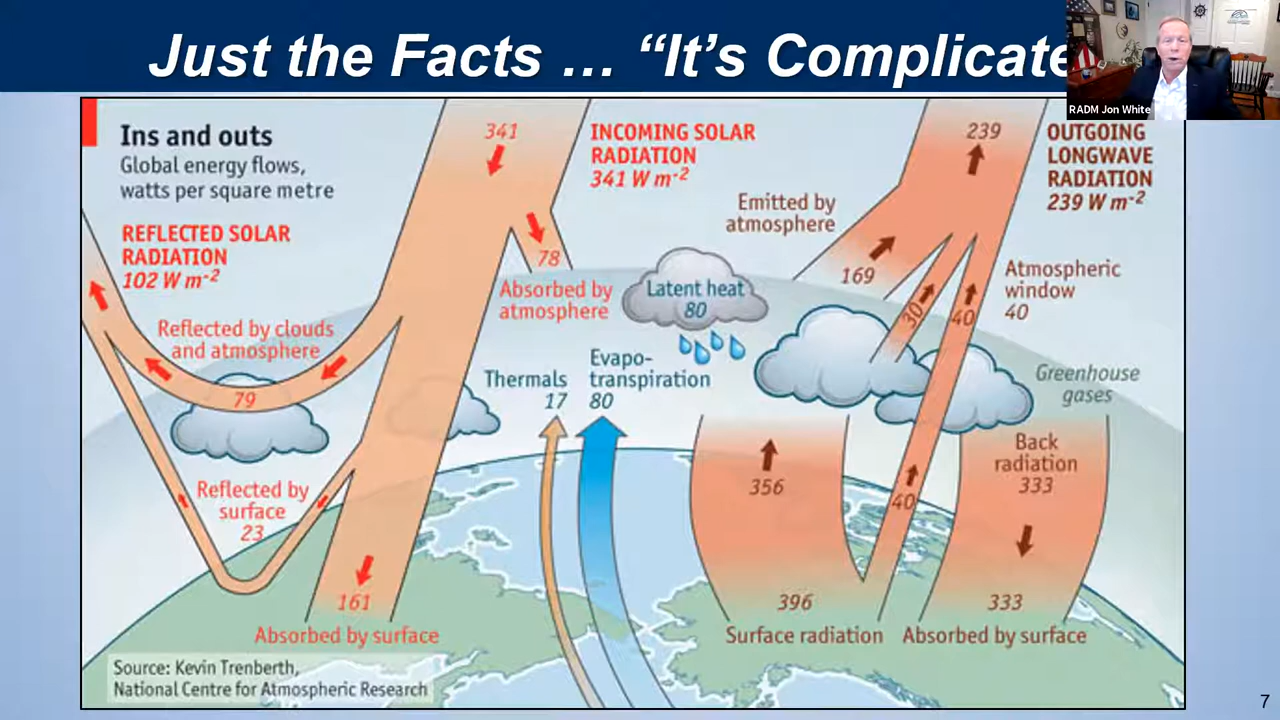 Just the Facts … “It’s Complicate
RADM Jon White
Ins and outs
Global energy flows,
watts per square metre
REFLECTED SOLAR
RADIATION
102 W m-2
341
INCOMING SOLAR
RADIATION
341 W m-2
78
Absorbed by
atmosphere
Reflected by clouds
and atmosphere
79
Reflected by
surface
23
161
Absorbed by surface
Thermals
17
Evapo-
transpiration
80
Latent heat
80
Emitted by
atmosphere
169
239
OUTGOING
LONGWAVE
RADIATION
239 W m-2
30
40
Atmospheric
window
40
Greenhouse
gases
356
40
Back
radiation
333
396
Surface radiation
333
Absorbed by surface
Source: Kevin Trenberth,
National Centre for Atmospheric Research
7